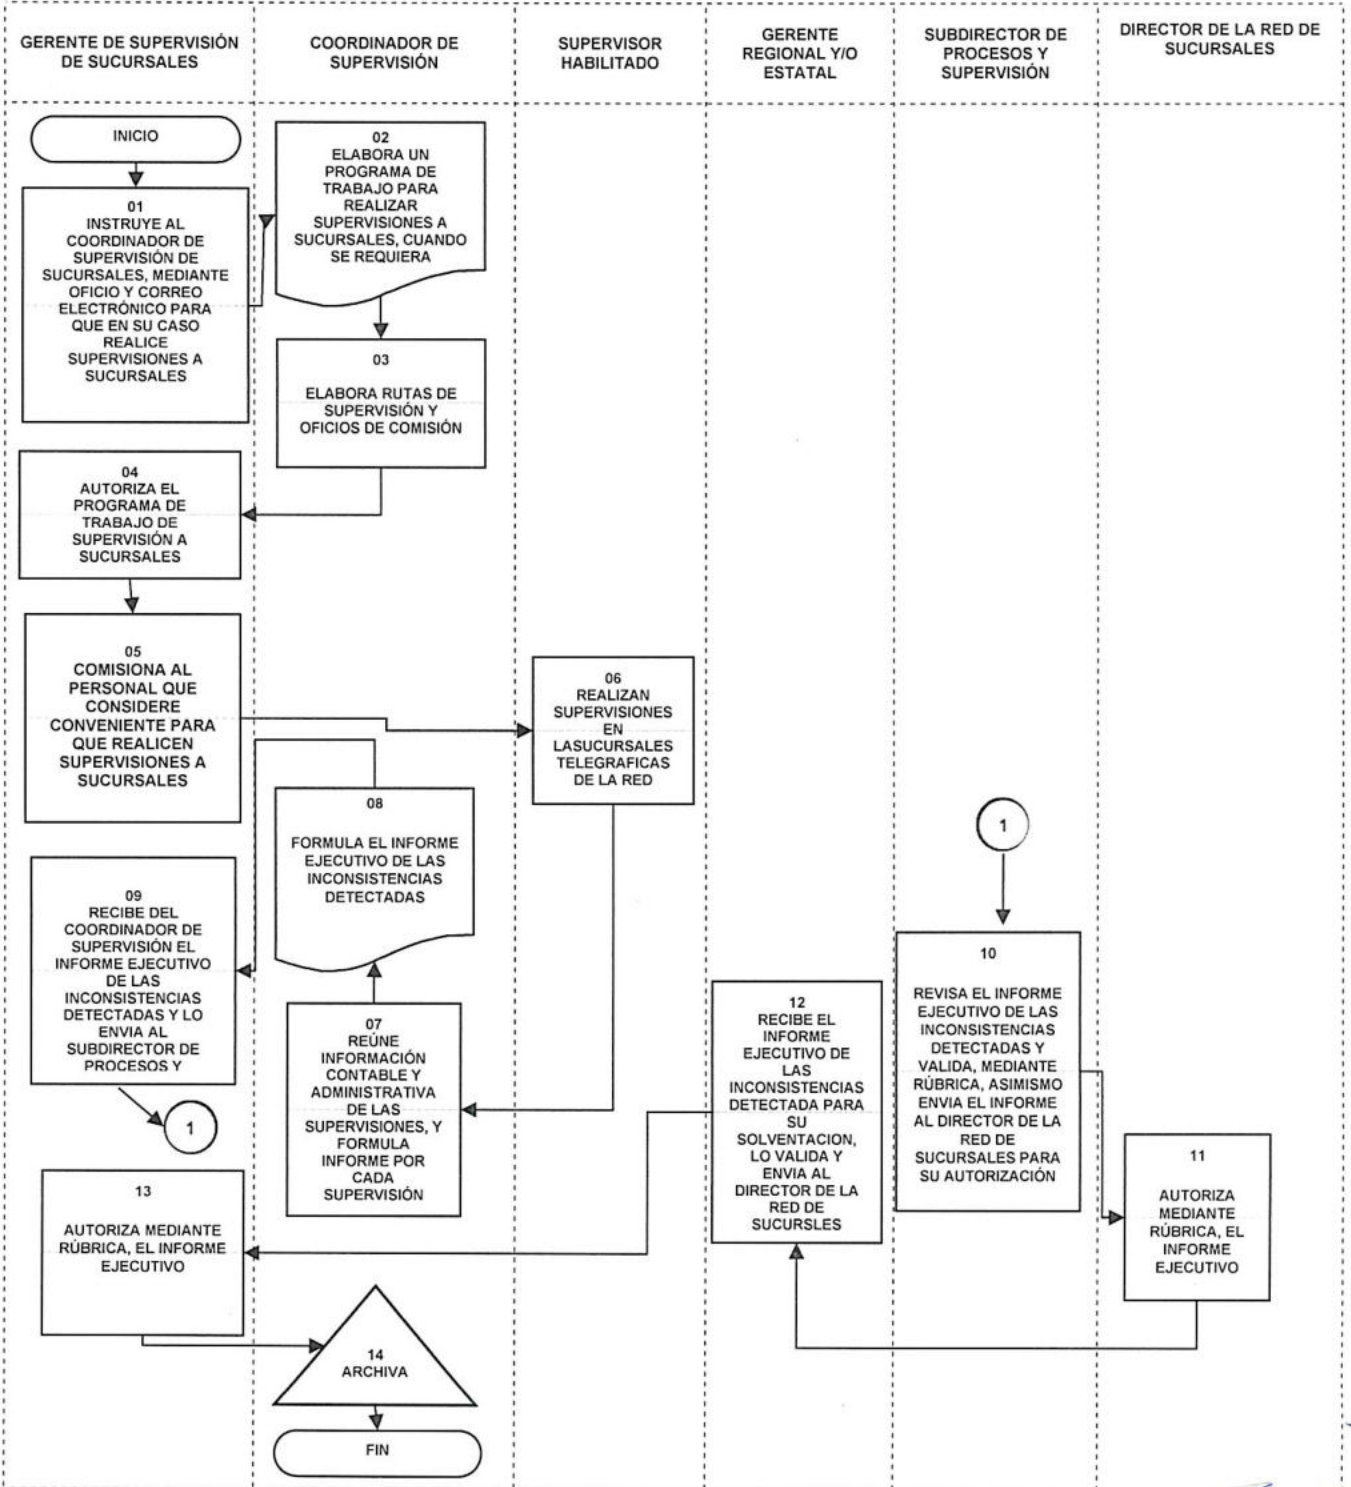 GERENTE DE SUPERVISIÓN
DE SUCURSALES
COORDINADOR DE
SUPERVISIÓN
SUPERVISOR
HABILITADO
GERENTE
REGIONAL Y/O
ESTATAL
SUBDIRECTOR DE
PROCESOS Y
SUPERVISIÓN
DIRECTOR DE LA RED DE
SUCURSALES
INICIO
01
INSTRUYE AL
COORDINADOR DE
SUPERVISIÓN DE
SUCURSALES, MEDIANTE
OFICIO Y CORREO
ELECTRÓNICO PARA
QUE EN SU CASO
REALICE
SUPERVISIONES A
SUCURSALES
02
ELABORA UN
PROGRAMA DE
TRABAJO PARA
REALIZAR
SUPERVISIONES A
SUCURSALES, CUANDO
SE REQUIERA
03
ELABORA RUTAS DE
SUPERVISIÓN Y
OFICIOS DE COMISIÓN
04
AUTORIZA EL
PROGRAMA DE
TRABAJO DE
SUPERVISIÓN A
SUCURSALES
05
COMISIONA AL
PERSONAL QUE
CONSIDERE
CONVENIENTE PARA
QUE REALICEN
SUPERVISIONES A
SUCURSALES
06
REALIZAN
SUPERVISIONES
EN
LASUCURSALES
TELEGRAFICAS
DE LA RED
07
REÚNE
INFORMACIÓN
CONTABLE Y
ADMINISTRATIVA
DE LAS
SUPERVISIONES, Y
FORMULA
INFORME POR
CADA
SUPERVISIÓN
08
FORMULA EL INFORME
EJECUTIVO DE LAS
INCONSISTENCIAS
DETECTADAS
09
RECIBE DEL
COORDINADOR DE
SUPERVISIÓN EL
INFORME EJECUTIVO
DE LAS
INCONSISTENCIAS
DETECTADAS Y LO
ENVIA AL
SUBDIRECTOR DE
PROCESOS Y
1
1
10
REVISA EL INFORME
EJECUTIVO DE LAS
INCONSISTENCIAS
DETECTADAS Y
VALIDA, MEDIANTE
RÚBRICA, ASIMISMO
ENVIA EL INFORME
AL DIRECTOR DE LA
RED DE
SUCURSALES PARA
SU AUTORIZACIÓN
11
AUTORIZA
MEDIANTE
RÚBRICA, EL
INFORME
EJECUTIVO
12
RECIBE EL
INFORME
EJECUTIVO DE
LAS
INCONSISTENCIAS
DETECTADA PARA
SU
SOLVENTACION,
LO VALIDA Y
ENVIA AL
DIRECTOR DE LA
RED DE
SUCURSLES
13
AUTORIZA MEDIANTE
RÚBRICA, EL INFORME
EJECUTIVO
14
ARCHIVA
FIN